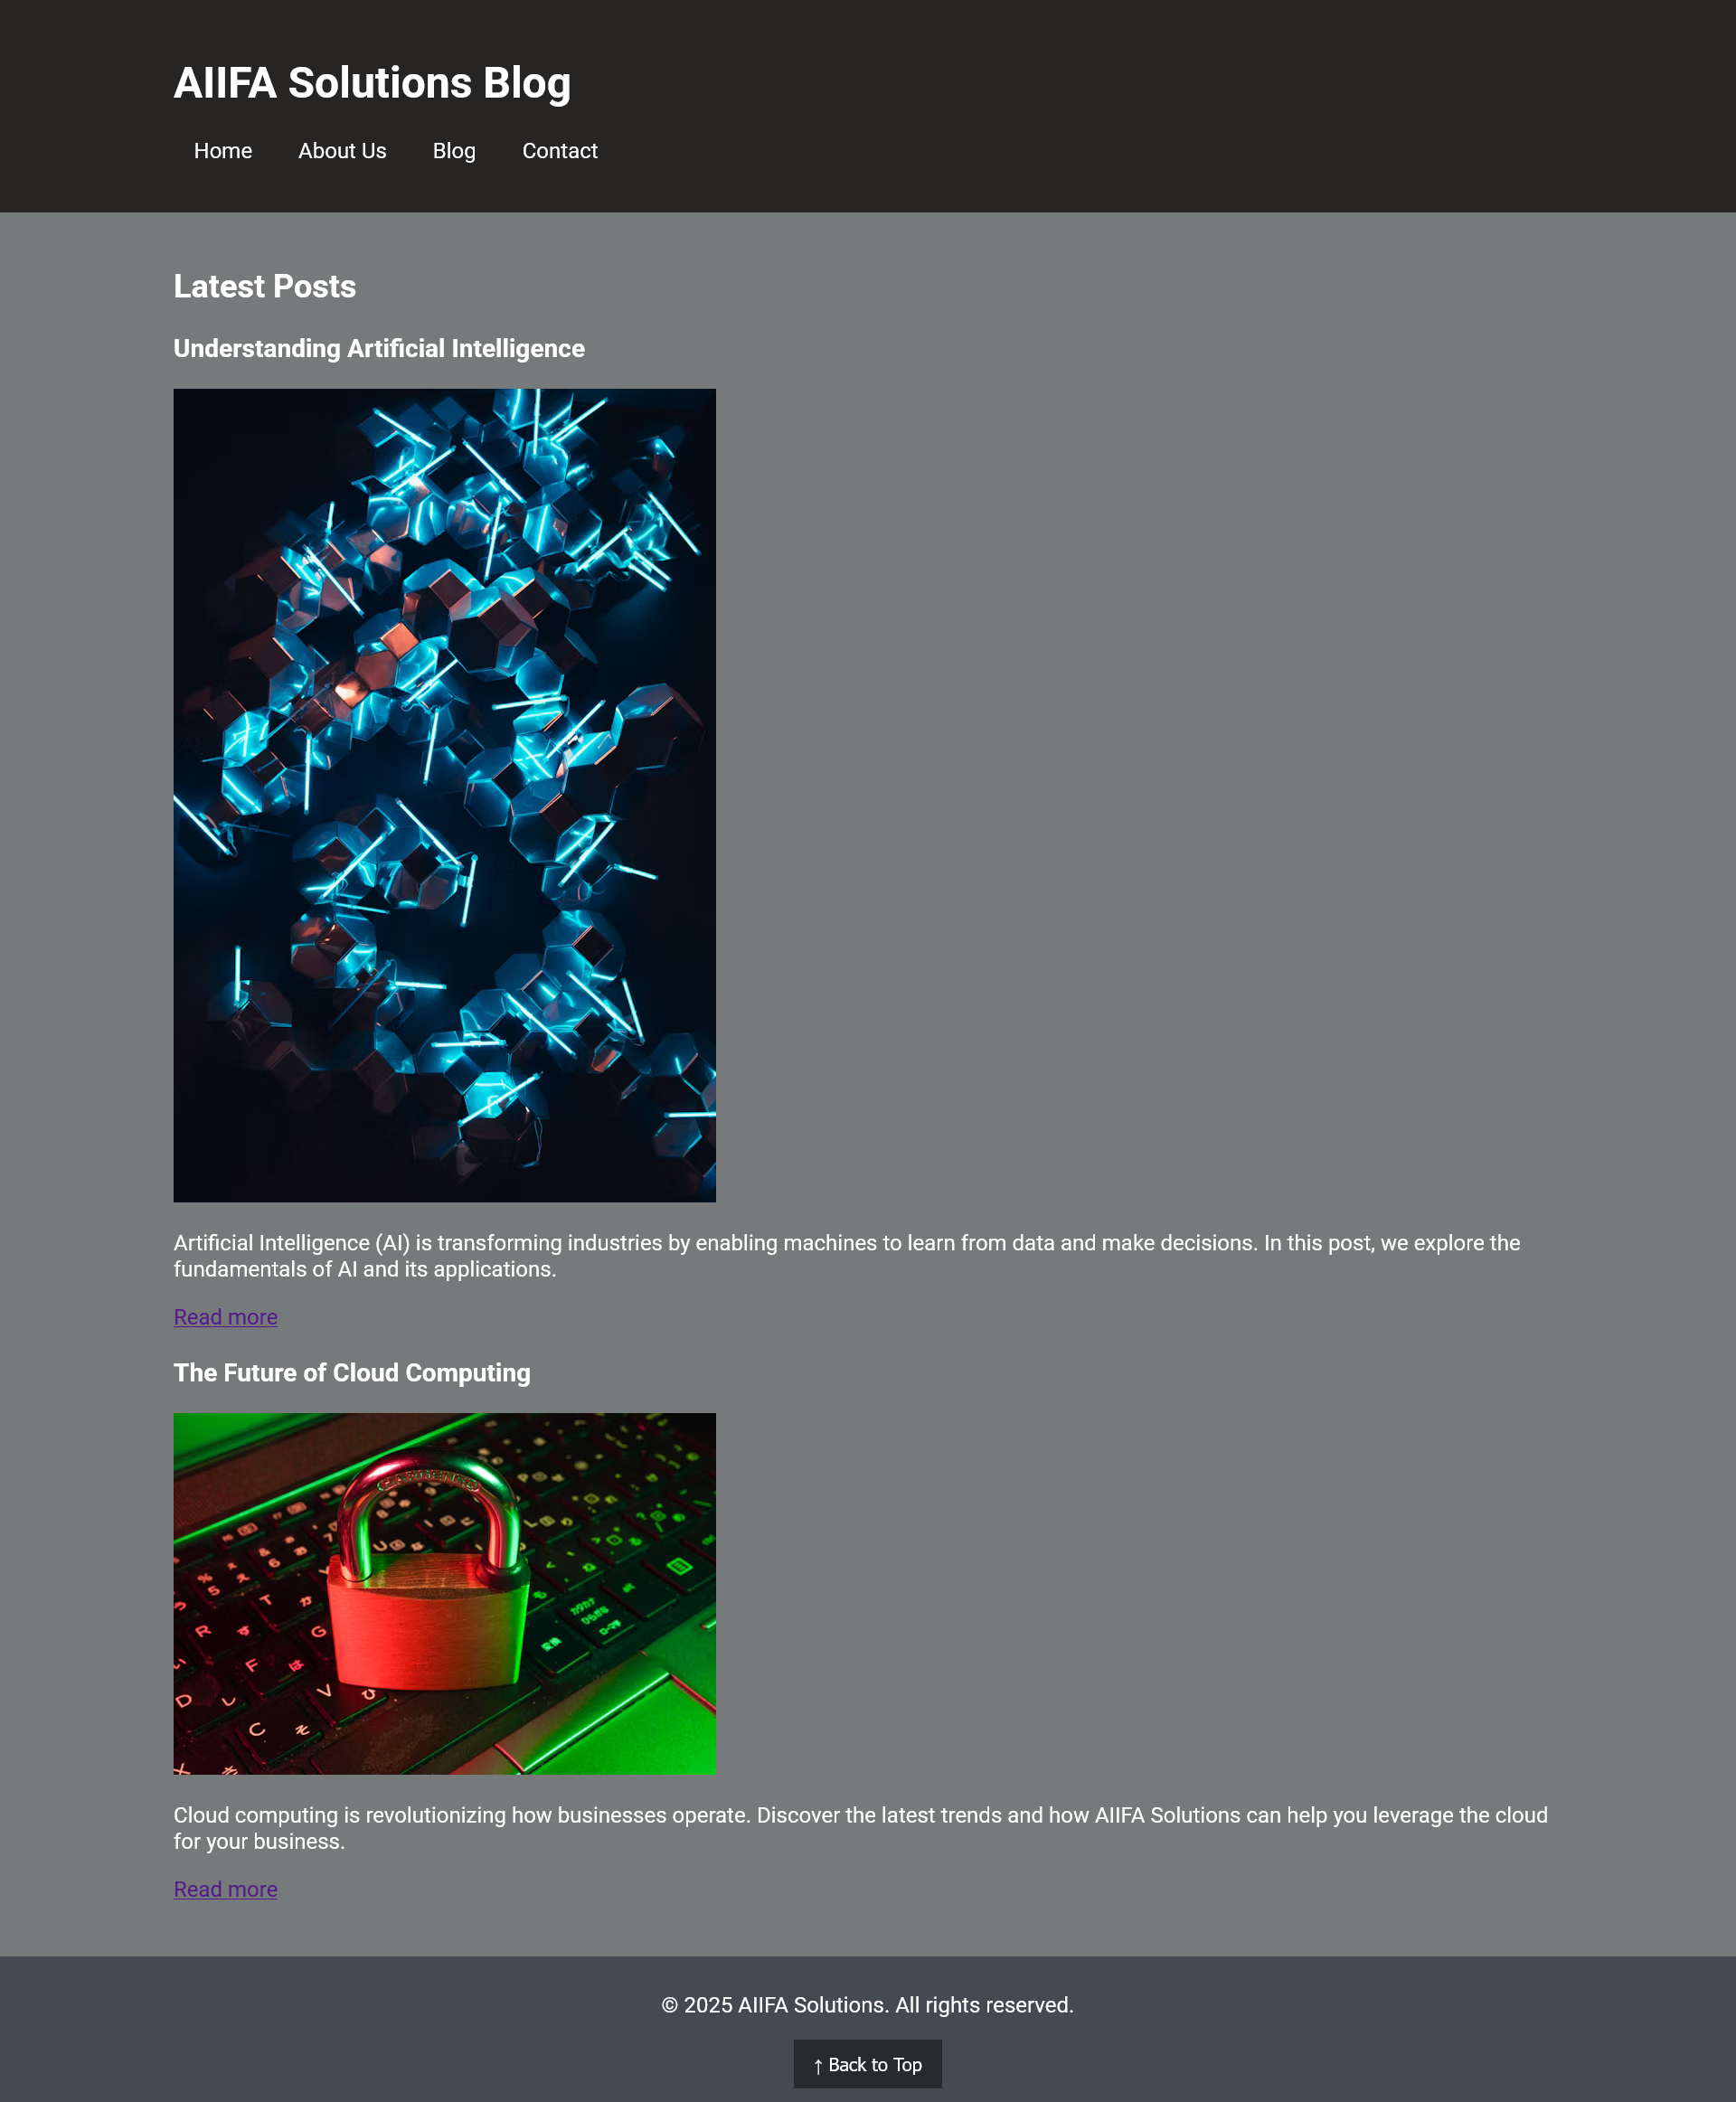 AIIFA Solutions Blog
Home About Us Blog Contact
Latest Posts
Understanding Artificial Intelligence
Artificial Intelligence (AI) is transforming industries by enabling machines to learn from data and make decisions. In this post, we explore the
fundamentals of AI and its applications.
Read more
The Future of Cloud Computing
Cloud computing is revolutionizing how businesses operate. Discover the latest trends and how AIIFA Solutions can help you leverage the cloud
for your business.
Read more
© 2025 AIIFA Solutions. All rights reserved.
↑ Back to Top